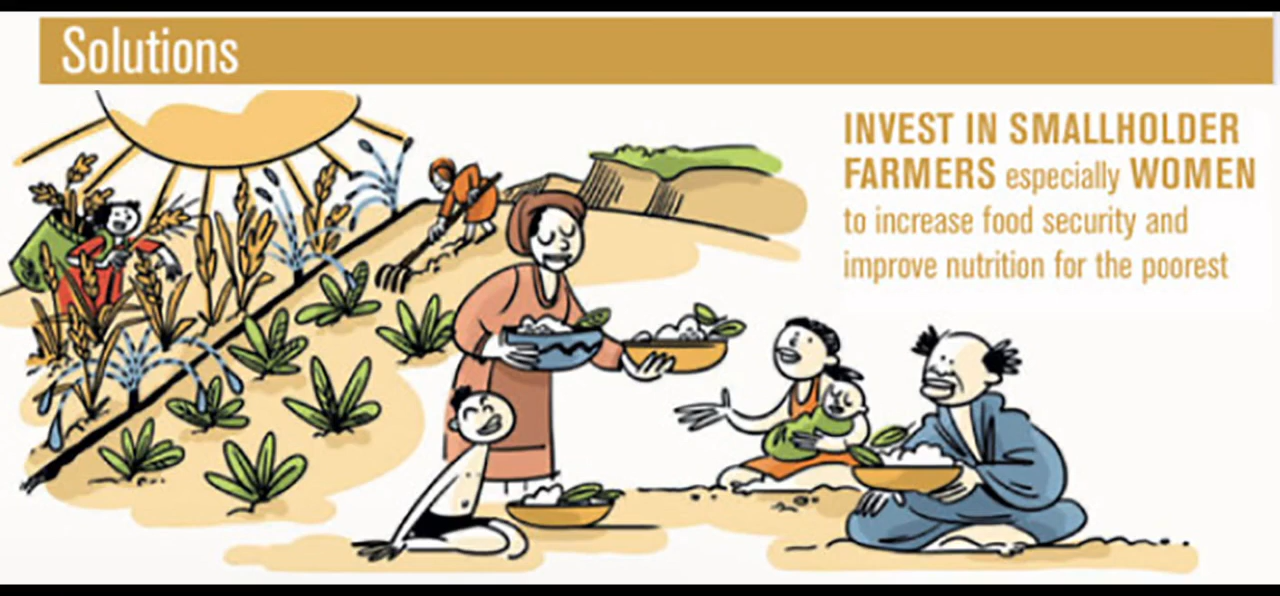 Solutions
INVEST IN SMALLHOLDER
FARMERS especially WOMEN
to increase food security and
improve nutrition for the poorest